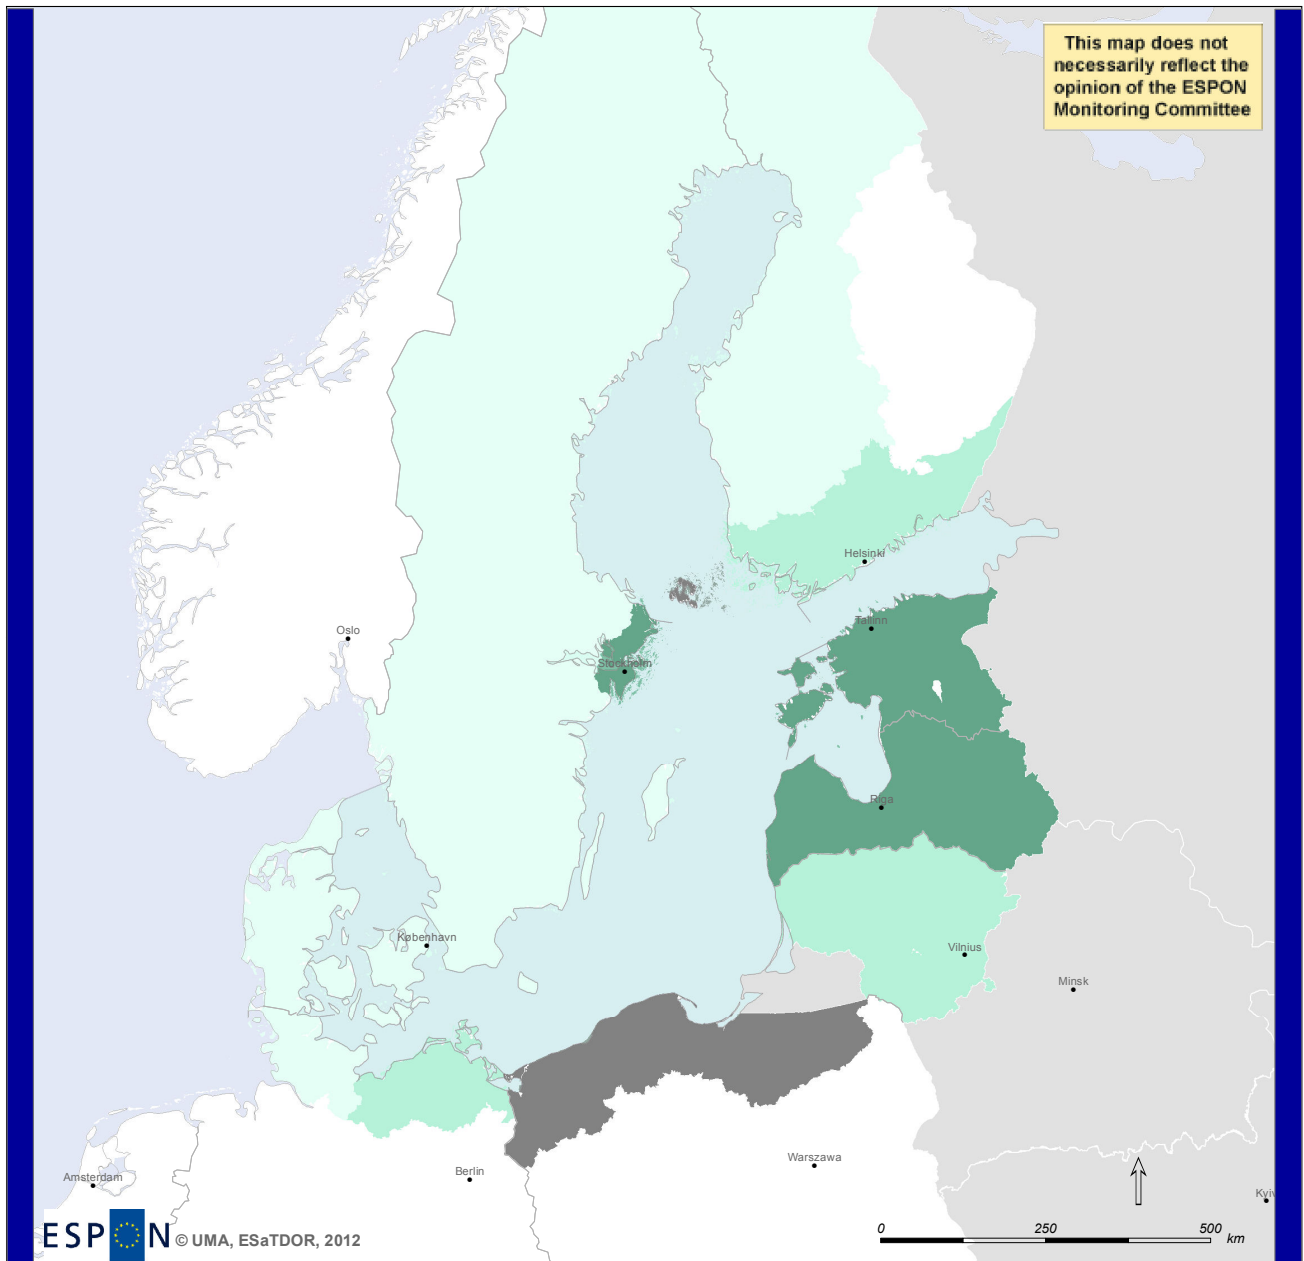 This map does not
necessarily reflect the
opinion of the ESPON
Monitoring Committee
Helsinki
Tallinn
Oslo
Stockholm
Riga
København
Vilnius
Minsk
Warszawa
Berlin
Amsterdam
ESPON © UMA, ESaTDOR, 2012
0 250 500
km